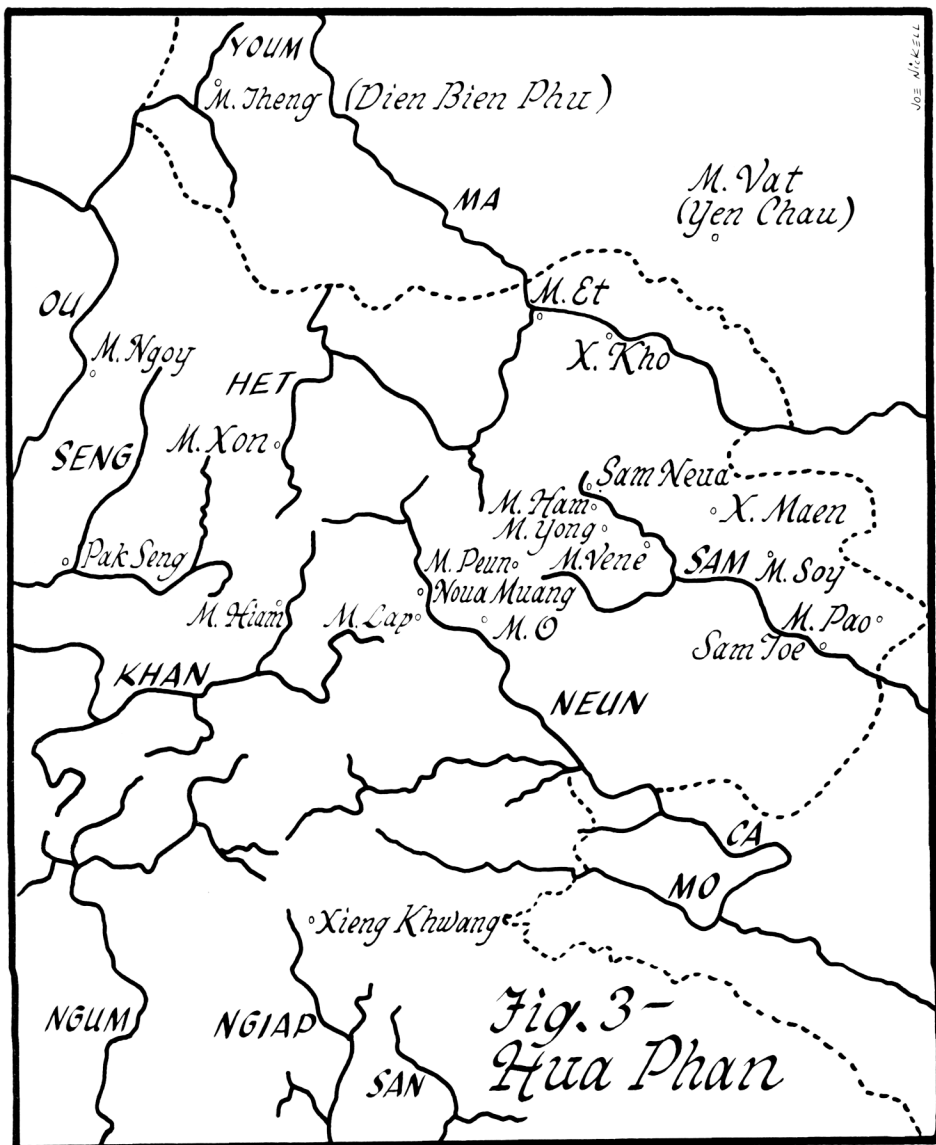 JOE NICKELL
YOUM
M. Theng (Dien Bien Phu)
M. Vat
(Yen Chau)
MA
OU
M. Et
X. Kho
M. Ngoy
HET
SENG
M. Xon
Sam Neua
M. Ham
X. Maen
M. Yong
Pak Seng
M. Peun
M. Vene
SAM
M. Soy
Noua Muang
M. Hiam
M. Lap
M. O
M. Pao
Sam Toe
KHAN
NEUN
CA
MO
Xieng Khwang
NGUM
NGIAP
SAN
Fig. 3-
Hua Phan